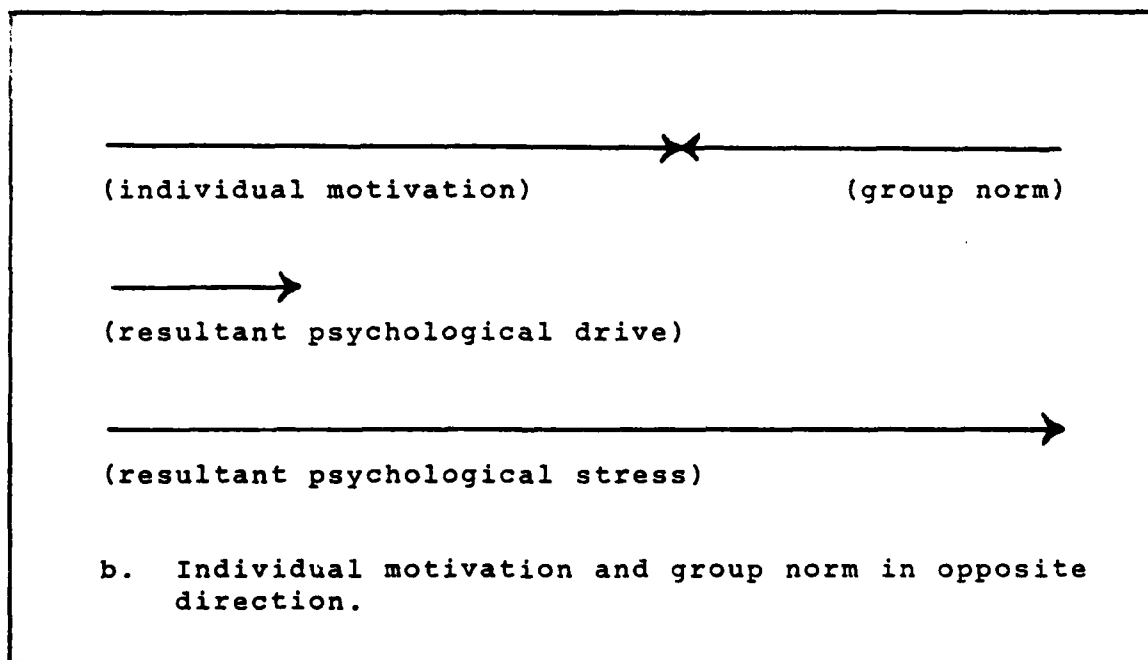 (individual motivation) (group norm)
(resultant psychological drive)
(resultant psychological stress)
b. Individual motivation and group norm in opposite
direction.